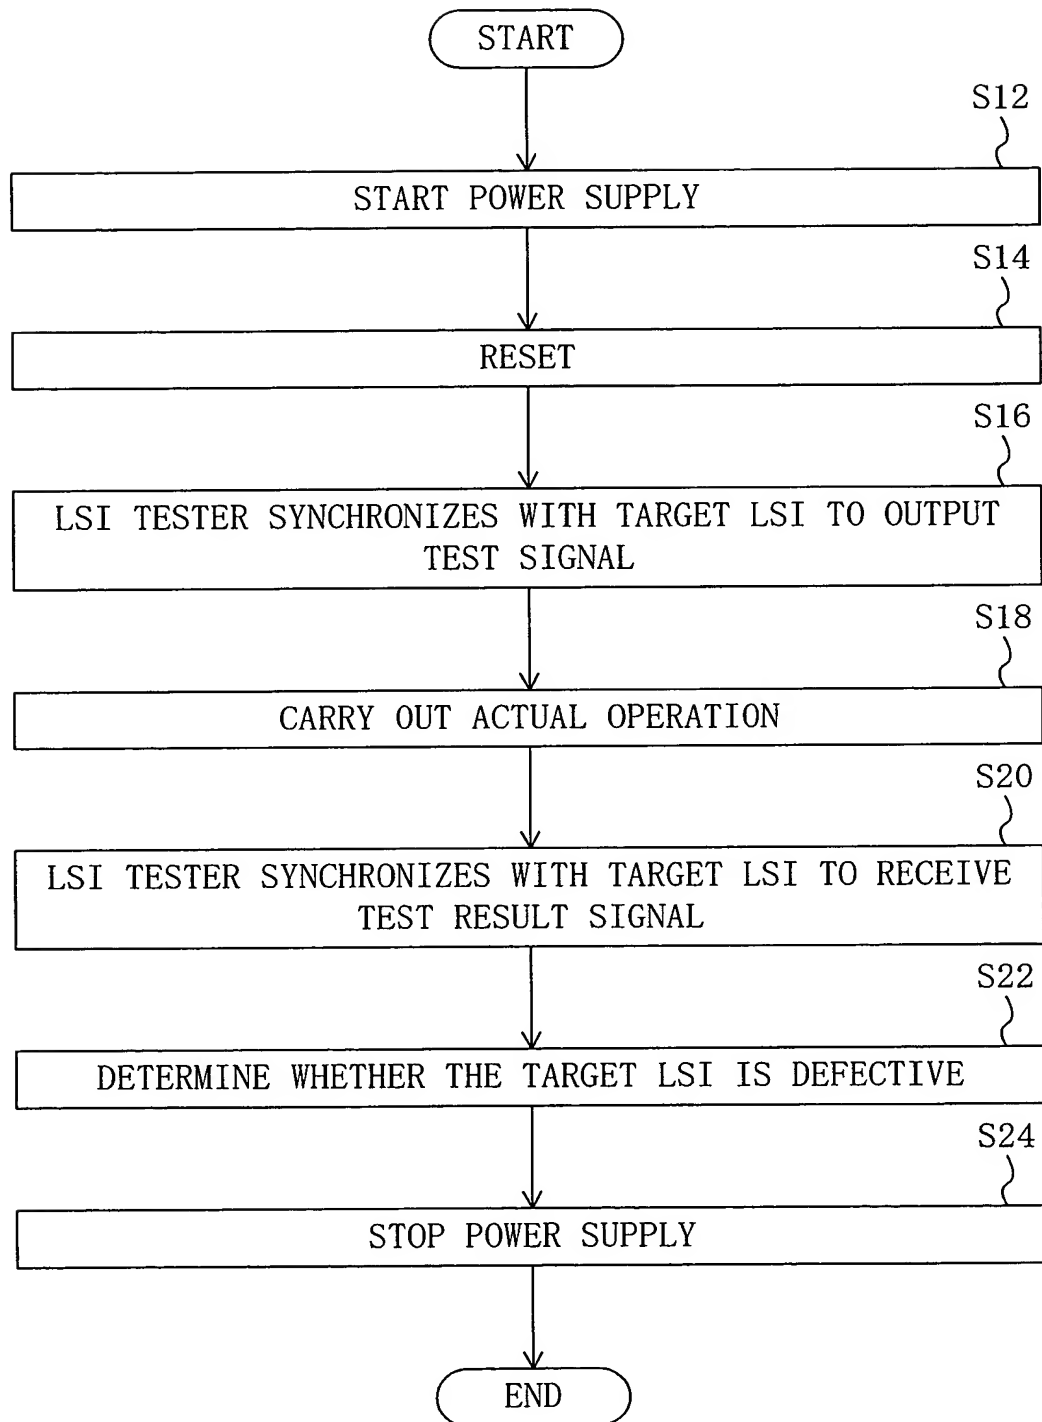 START
S12
START POWER SUPPLY
S14
RESET
S16
LSI TESTER SYNCHRONIZES WITH TARGET LSI TO OUTPUT
TEST SIGNAL
S18
CARRY OUT ACTUAL OPERATION
S20
LSI TESTER SYNCHRONIZES WITH TARGET LSI TO RECEIVE
TEST RESULT SIGNAL
S22
DETERMINE WHETHER THE TARGET LSI IS DEFECTIVE
S24
STOP POWER SUPPLY
END